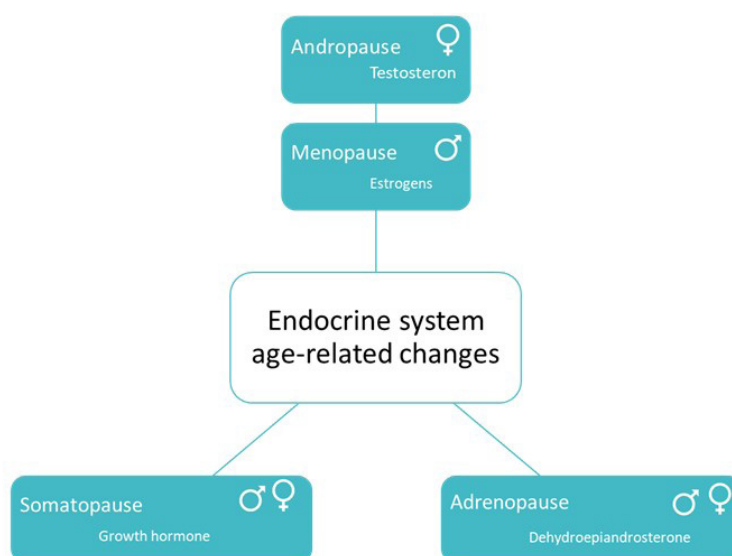 Andropause ♀
Testosteron
Menopause ♂
Estrogens
Endocrine system
age-related changes
Somatopause ♂♀
Growth hormone
Adrenopause ♂♀
Dehydroepiandrosterone